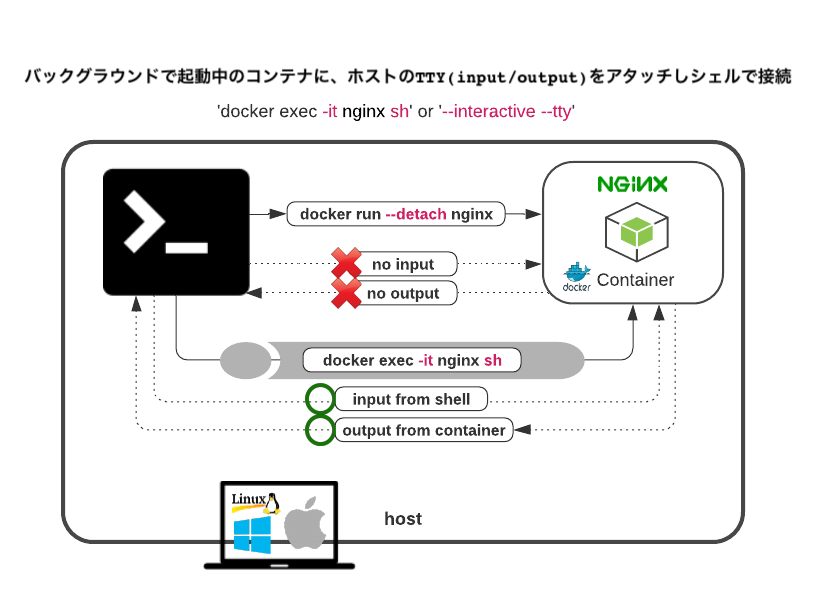 バックグラウンドで起動中のコンテナに、ホストのTTY(input/output)をアタッチしシェルで接続
'docker exec -it nginx sh' or '--interactive --tty'
NGINX
docker run --detach nginx
no input
docker
Container
no output
docker exec -it nginx sh
input from shell
output from container
Linux
host